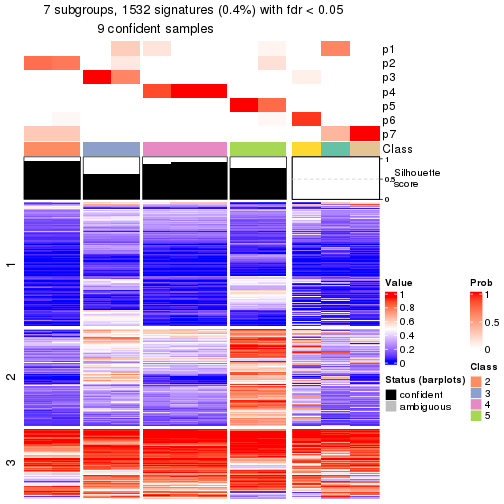 7 subgroups, 1532 signatures (0.4%) with fdr < 0.05
9 confident samples
p1
p2
p3
p4
p5
p6
p7
Class
1
0.5
0
Silhouette
score
1
2
3
Value
1
0.8
0.6
0.4
0.2
0
Prob
1
0.5
0
Status (barplots)
confident
ambiguous
Class
2
3
4
5